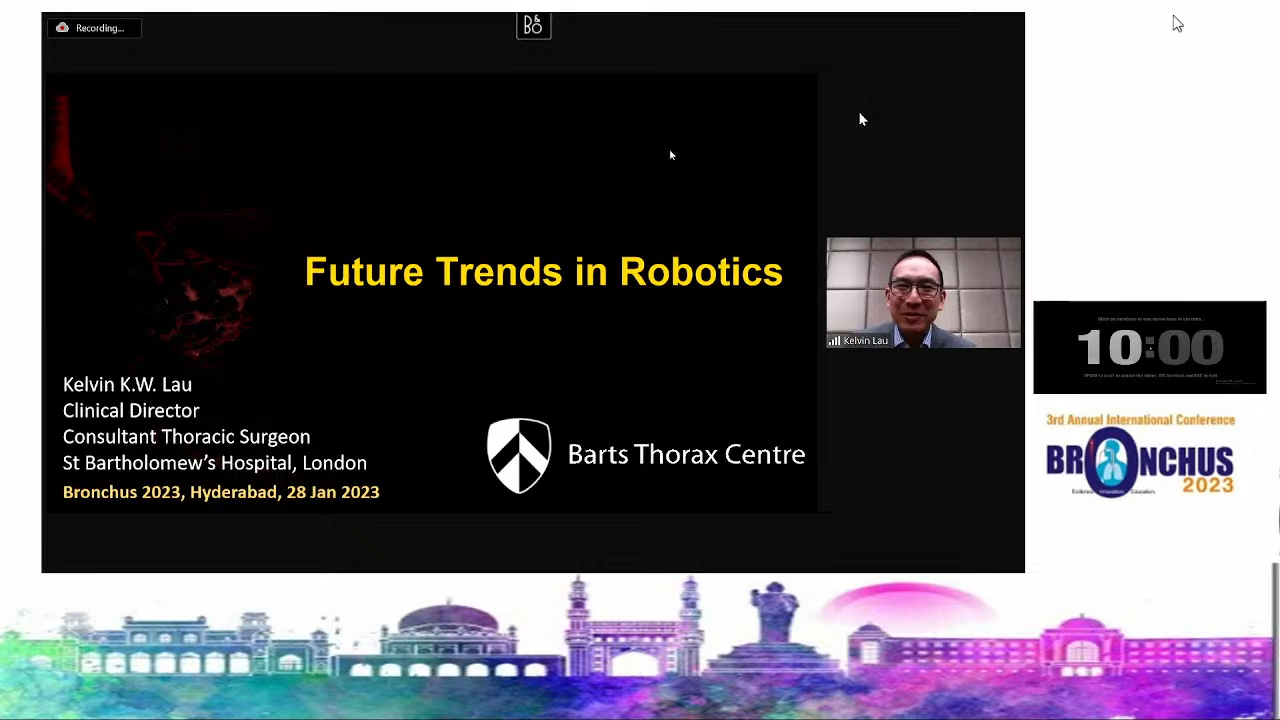 Recording...
B&
BO
Future Trends in Robotics
Kelvin Lau
Kelvin K.W. Lau
Clinical Director
Consultant Thoracic Surgeon
St Bartholomew's Hospital, London
Bronchus 2023, Hyderabad, 28 Jan 2023
Barts Thorax Centre
10:00
3rd Annual International Conference
BRONCHUS
2023